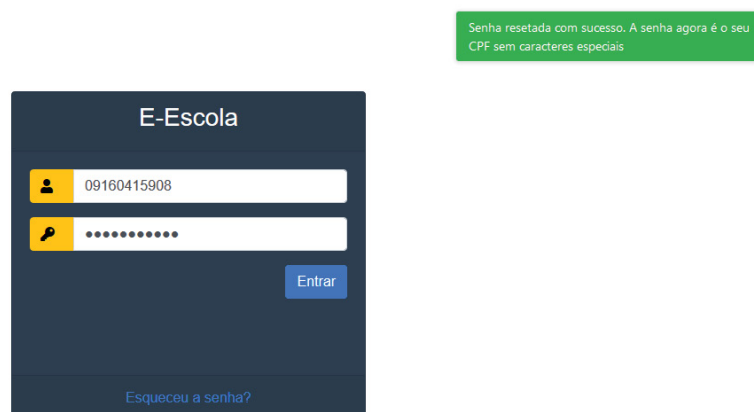 Senha resetada com sucesso. A senha agora é o seu
CPF sem caracteres especiais
E-Escola
09160415908
●●●●●●●●●●●
Entrar
Esqueceu a senha?